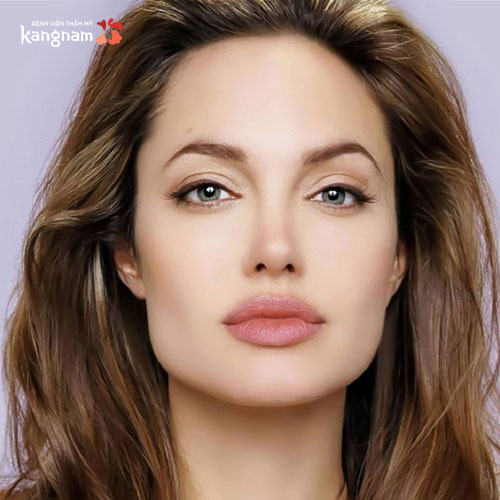 BỆNH VIỆN THẨM MỸ
kangnam